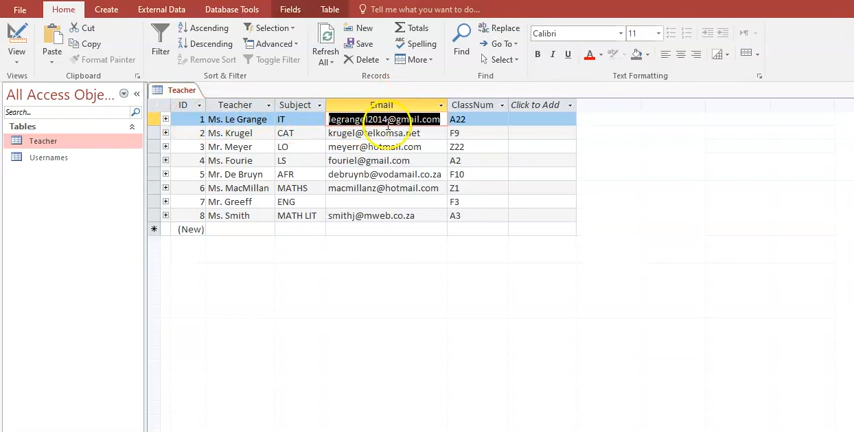 File Home Create External Data Database Tools Fields Table Tell me what you want to do...
View
Views
Paste
Cut
Copy
Format Painter
Clipboard
Filter
Ascending
Descending
Remove Sort
Selection
Advanced
Toggle Filter
Sort & Filter
Refresh All
New
Save
Delete
Totals
Spelling
More
Records
Find
Replace
Go To
Select
Find
Calibri 11
B I U A
Text Formatting
All Access Obje...
Search...
Tables
Teacher
Usernames
Teacher
ID Teacher Subject Email ClassNum Click to Add
1 Ms. Le Grange IT legrangel2014@gmail.com A22
2 Ms. Krugel CAT krugel@telkomsa.net F9
3 Mr. Meyer LO meyerr@hotmail.com Z22
4 Ms. Fourie LS fouriel@gmail.com A2
5 Mr. De Bruyn AFR debruynb@vodamail.co.za F10
6 Ms. MacMillan MATHS macmillanz@hotmail.com Z1
7 Mr. Greeff ENG F3
8 Ms. Smith MATH LIT smithj@mweb.co.za A3
(New)